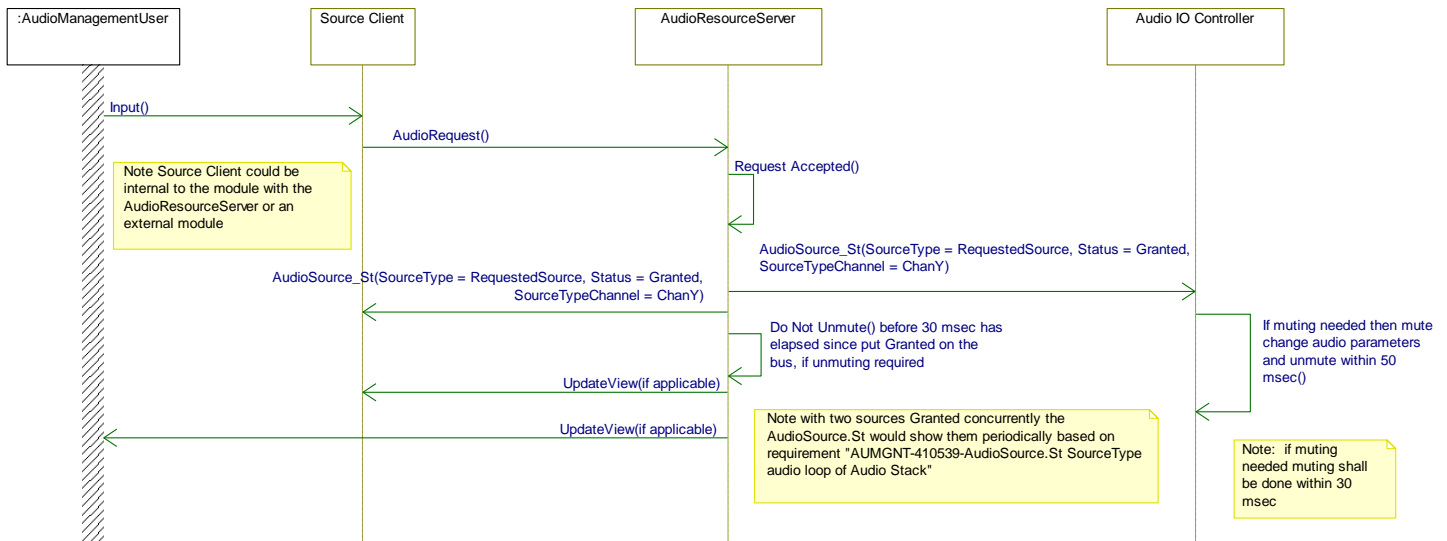 :AudioManagementUser
Source Client
AudioResourceServer
Audio IO Controller
Input()
AudioRequest()
Note Source Client could be
internal to the module with the
AudioResourceServer or an
external module
Request Accepted()
AudioSource_St(SourceType = RequestedSource, Status = Granted,
SourceTypeChannel = ChanY)
AudioSource_St(SourceType = RequestedSource, Status = Granted,
SourceTypeChannel = ChanY)
Do Not Unmute() before 30 msec has
elapsed since put Granted on the
bus, if unmuting required
If muting needed then mute
change audio parameters
and unmute within 50
msec()
UpdateView(if applicable)
UpdateView(if applicable)
Note with two sources Granted concurrently the
AudioSource.St would show them periodically based on
requirement "AUMGNT-410539-AudioSource.St SourceType
audio loop of Audio Stack"
Note:  if muting
needed muting shall
be done within 30
msec